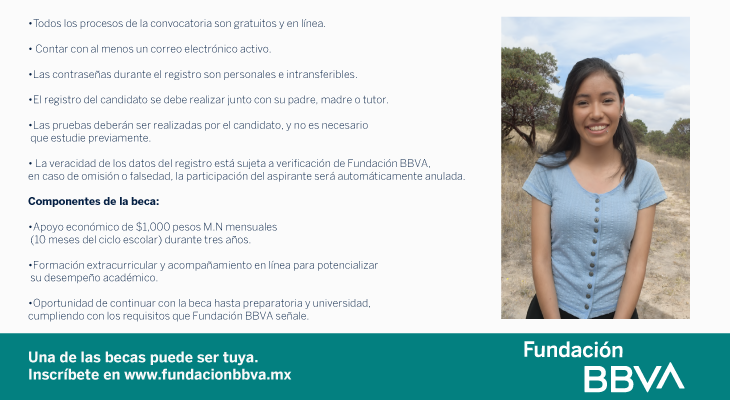 •Todos los procesos de la convocatoria son gratuitos y en línea.
• Contar con al menos un correo electrónico activo.
•Las contraseñas durante el registro son personales e intransferibles.
•El registro del candidato se debe realizar junto con su padre, madre o tutor.
•Las pruebas deberán ser realizadas por el candidato, y no es necesario
que estudie previamente.
• La veracidad de los datos del registro está sujeta a verificación de Fundación BBVA,
en caso de omisión o falsedad, la participación del aspirante será automáticamente anulada.
Componentes de la beca:
•Apoyo económico de $1,000 pesos M.N mensuales
(10 meses del ciclo escolar) durante tres años.
•Formación extracurricular y acompañamiento en línea para potencializar
su desempeño académico.
•Oportunidad de continuar con la beca hasta preparatoria y universidad,
cumpliendo con los requisitos que Fundación BBVA señale.
Una de las becas puede ser tuya.
Inscríbete en www.fundacionbbva.mx
Fundación
BBVA